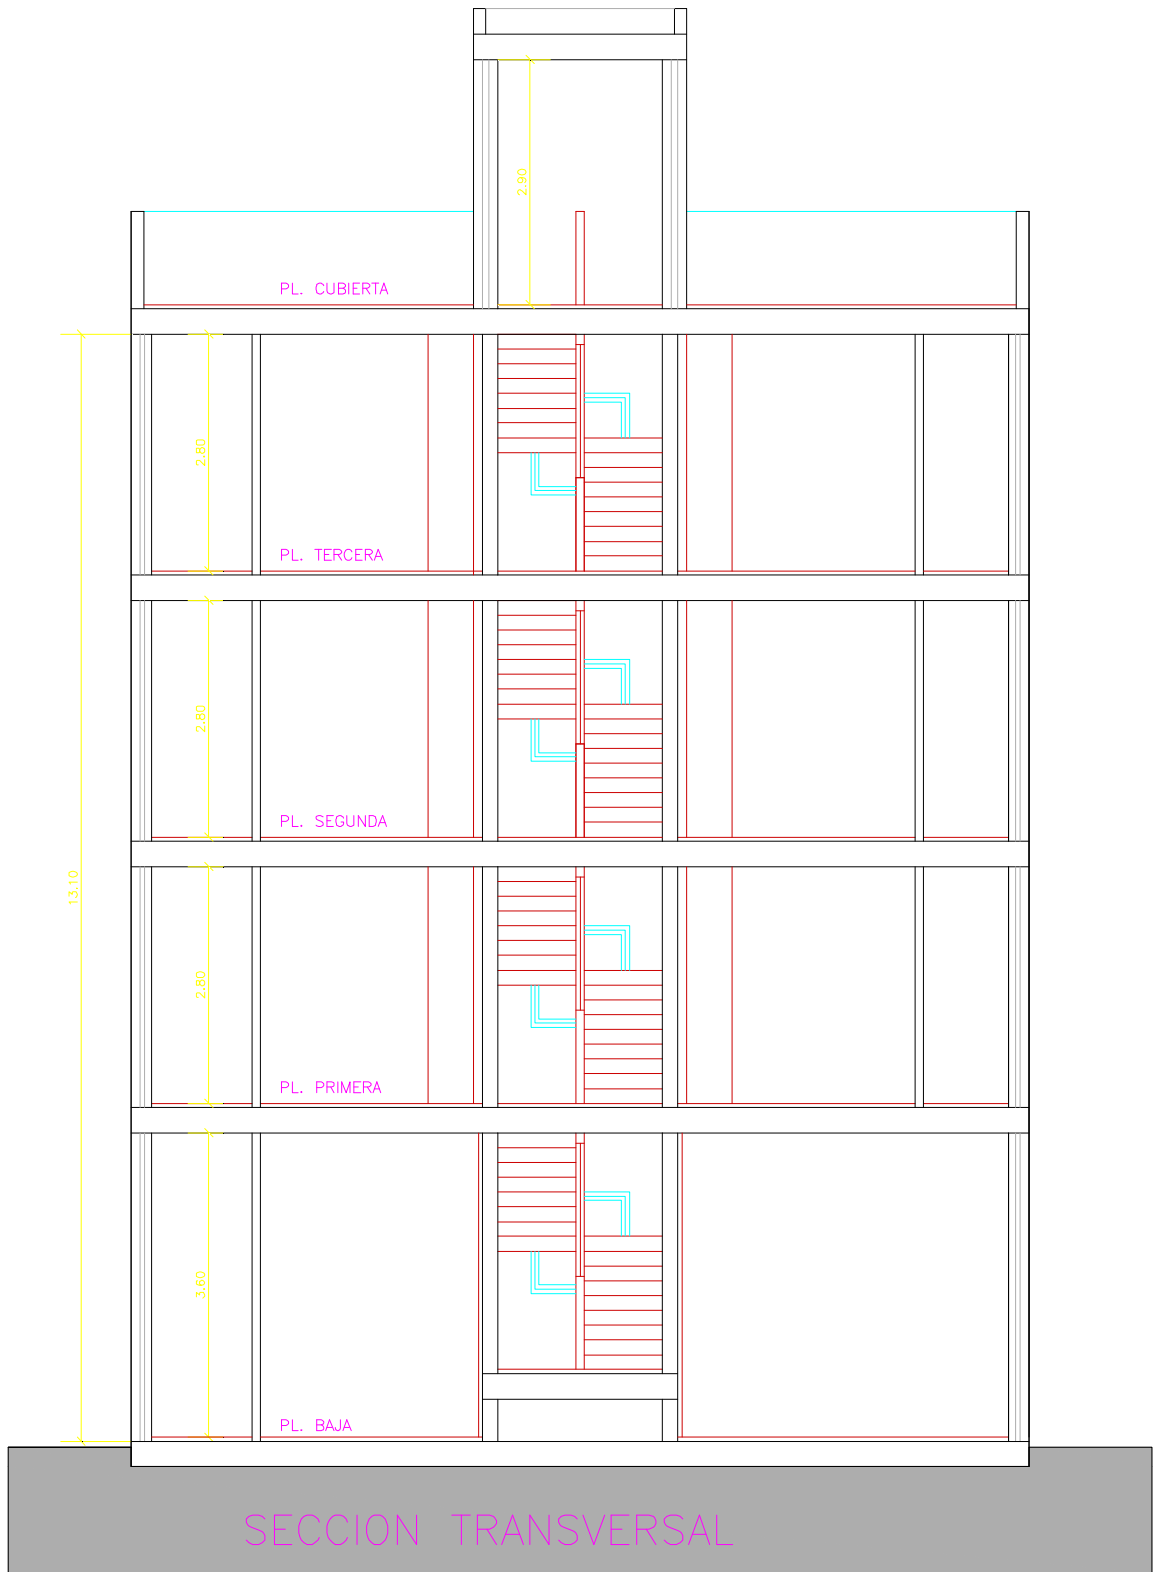 2.90
PL. CUBIERTA
2.80
PL. TERCERA
2.80
PL. SEGUNDA
13.10
2.80
PL. PRIMERA
3.60
PL. BAJA
SECCION TRANSVERSAL